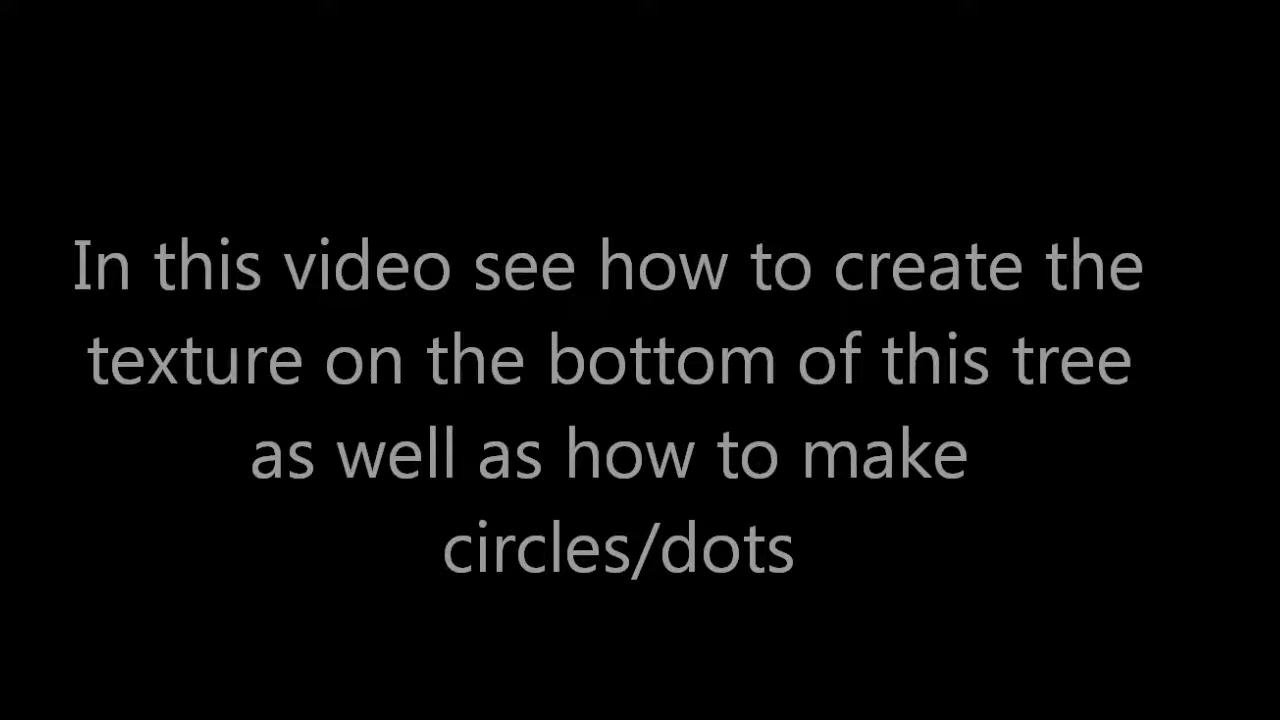 In this video see how to create the
texture on the bottom of this tree
as well as how to make
circles/dots